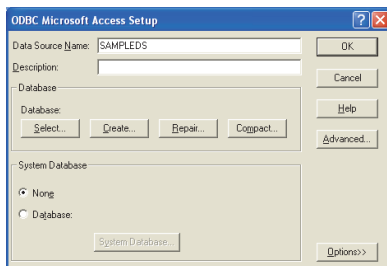 ODBC Microsoft Access Setup
Data Source Name: SAMPLEDS
OK
Description:
Cancel
Database
Database:
Help
Select... Create... Repair... Compact...
Advanced...
System Database
None
Database:
System Database...
Options>>